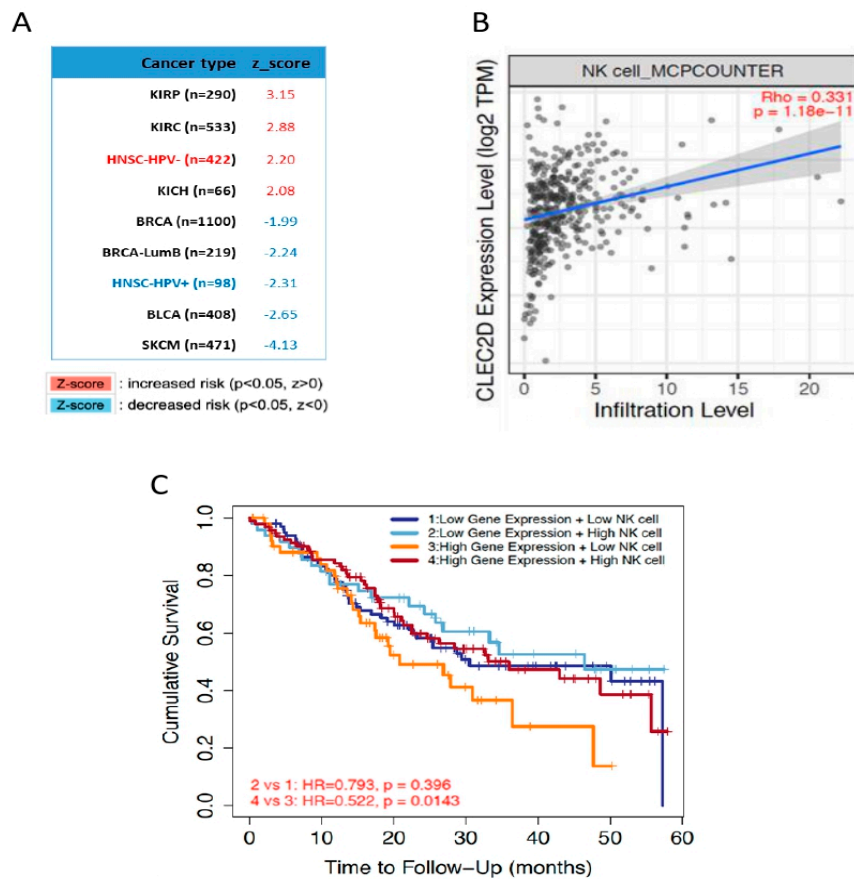 A
Cancer type z_score
KIRP (n=290) 3.15
KIRC (n=533) 2.88
HNSC-HPV- (n=422) 2.20
KICH (n=66) 2.08
BRCA (n=1100) -1.99
BRCA-LumB (n=219) -2.24
HNSC-HPV+ (n=98) -2.31
BLCA (n=408) -2.65
SKCM (n=471) -4.13
Z-score : increased risk (p<0.05, z>0)
Z-score : decreased risk (p<0.05, z<0)
B
NK cell_MCPCOUNTER
Rho = 0.331
p = 1.18e-11
CLEC2D Expression Level (log2 TPM)
0 5 10 15 20
Infiltration Level
C
1:Low Gene Expression + Low NK cell
2:Low Gene Expression + High NK cell
3:High Gene Expression + Low NK cell
4:High Gene Expression + High NK cell
Cumulative Survival
1.0
0.8
0.6
0.4
0.2
0.0
2 vs 1: HR=0.793, p = 0.396
4 vs 3: HR=0.522, p = 0.0143
0 10 20 30 40 50 60
Time to Follow-Up (months)